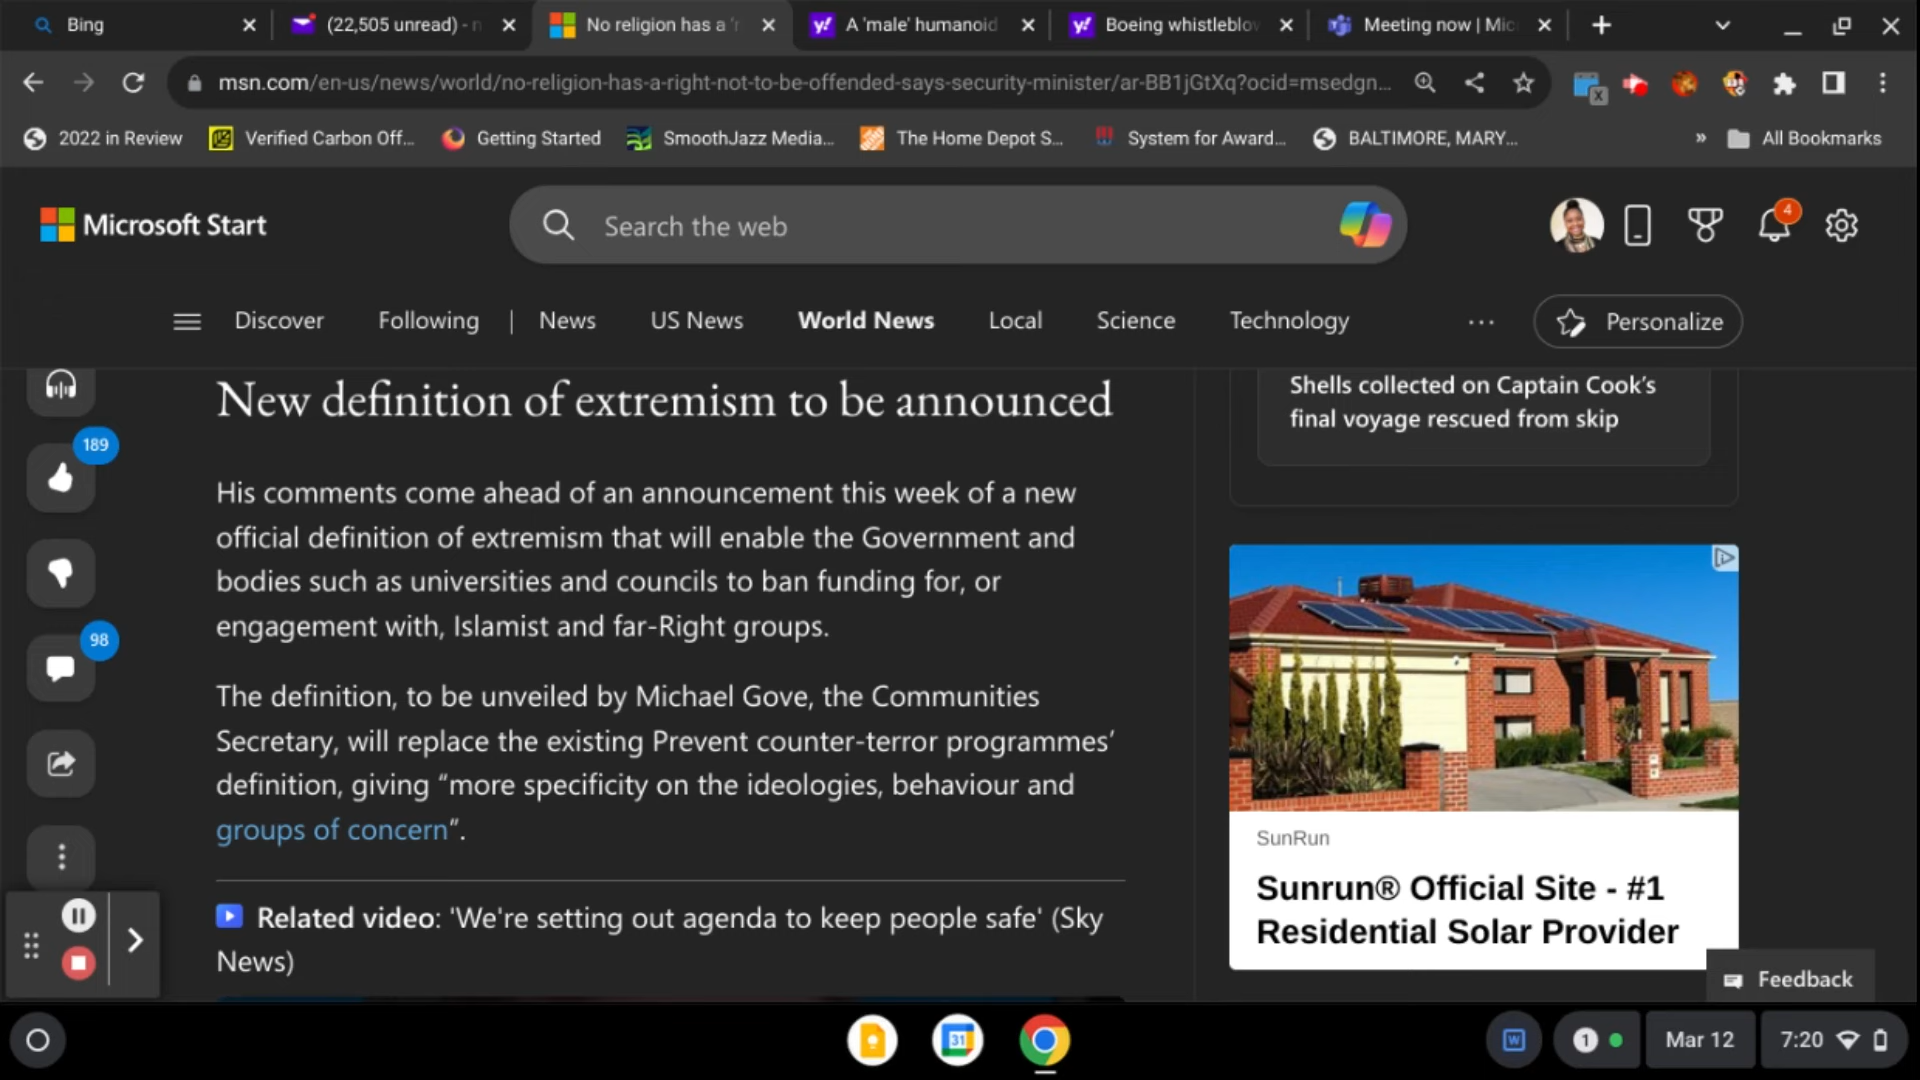 Bing
(22,505 unread) - n
No religion has a 'r
A 'male' humanoid
Boeing whistleblov
Meeting now | Mic
msn.com/en-us/news/world/no-religion-has-a-right-not-to-be-offended-says-security-minister/ar-BB1jGtXq?ocid=msedgn...
2022 in Review
Verified Carbon Off...
Getting Started
SmoothJazz Media...
The Home Depot S...
System for Award...
BALTIMORE, MARY...
»
All Bookmarks
Microsoft Start
Search the web
4
Discover
Following
News
US News
World News
Local
Science
Technology
...
Personalize
189
98
New definition of extremism to be announced
His comments come ahead of an announcement this week of a new
official definition of extremism that will enable the Government and
bodies such as universities and councils to ban funding for, or
engagement with, Islamist and far-Right groups.
The definition, to be unveiled by Michael Gove, the Communities
Secretary, will replace the existing Prevent counter-terror programmes’
definition, giving “more specificity on the ideologies, behaviour and
groups of concern”.
Related video: 'We're setting out agenda to keep people safe' (Sky
News)
Shells collected on Captain Cook’s
final voyage rescued from skip
SunRun
Sunrun® Official Site - #1
Residential Solar Provider
Feedback
31
W
1
Mar 12
7:20